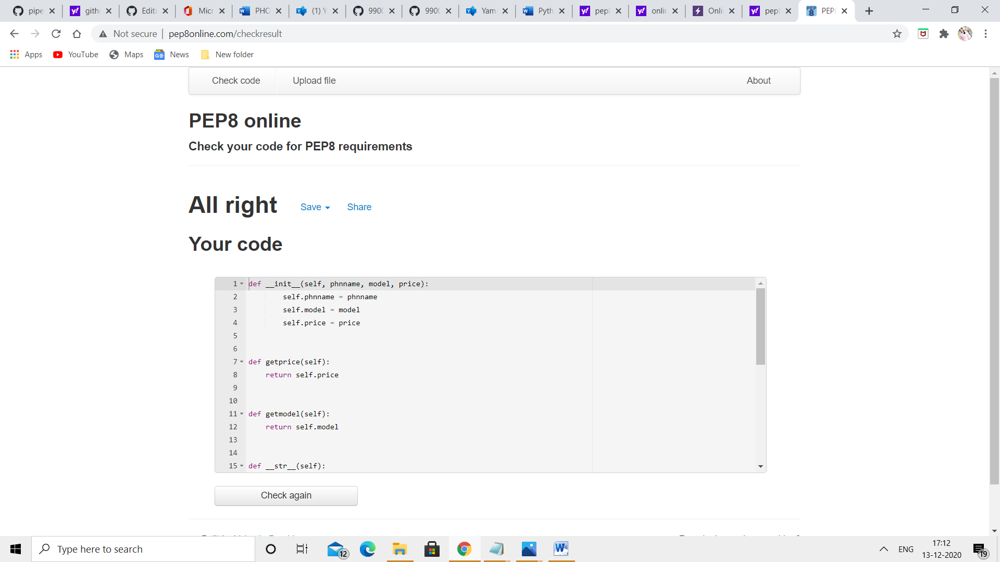 pipe
gith
Editi
Micr
PHO
(1) Y
990
990
Yam
Pyth
pep
onlin
Onli
pep
PEP
Not secure | pep8online.com/checkresult
Apps YouTube Maps News New folder
Check code Upload file About
PEP8 online
Check your code for PEP8 requirements
All right Save Share
Your code
1 def __init__(self, phnname, model, price):
2 self.phnname = phnname
3 self.model = model
4 self.price = price
5
6
7 def getprice(self):
8 return self.price
9
10
11 def getmodel(self):
12 return self.model
13
14
15 def __str__(self):
Check again
Type here to search
12
ENG
17:12
13-12-2020
19